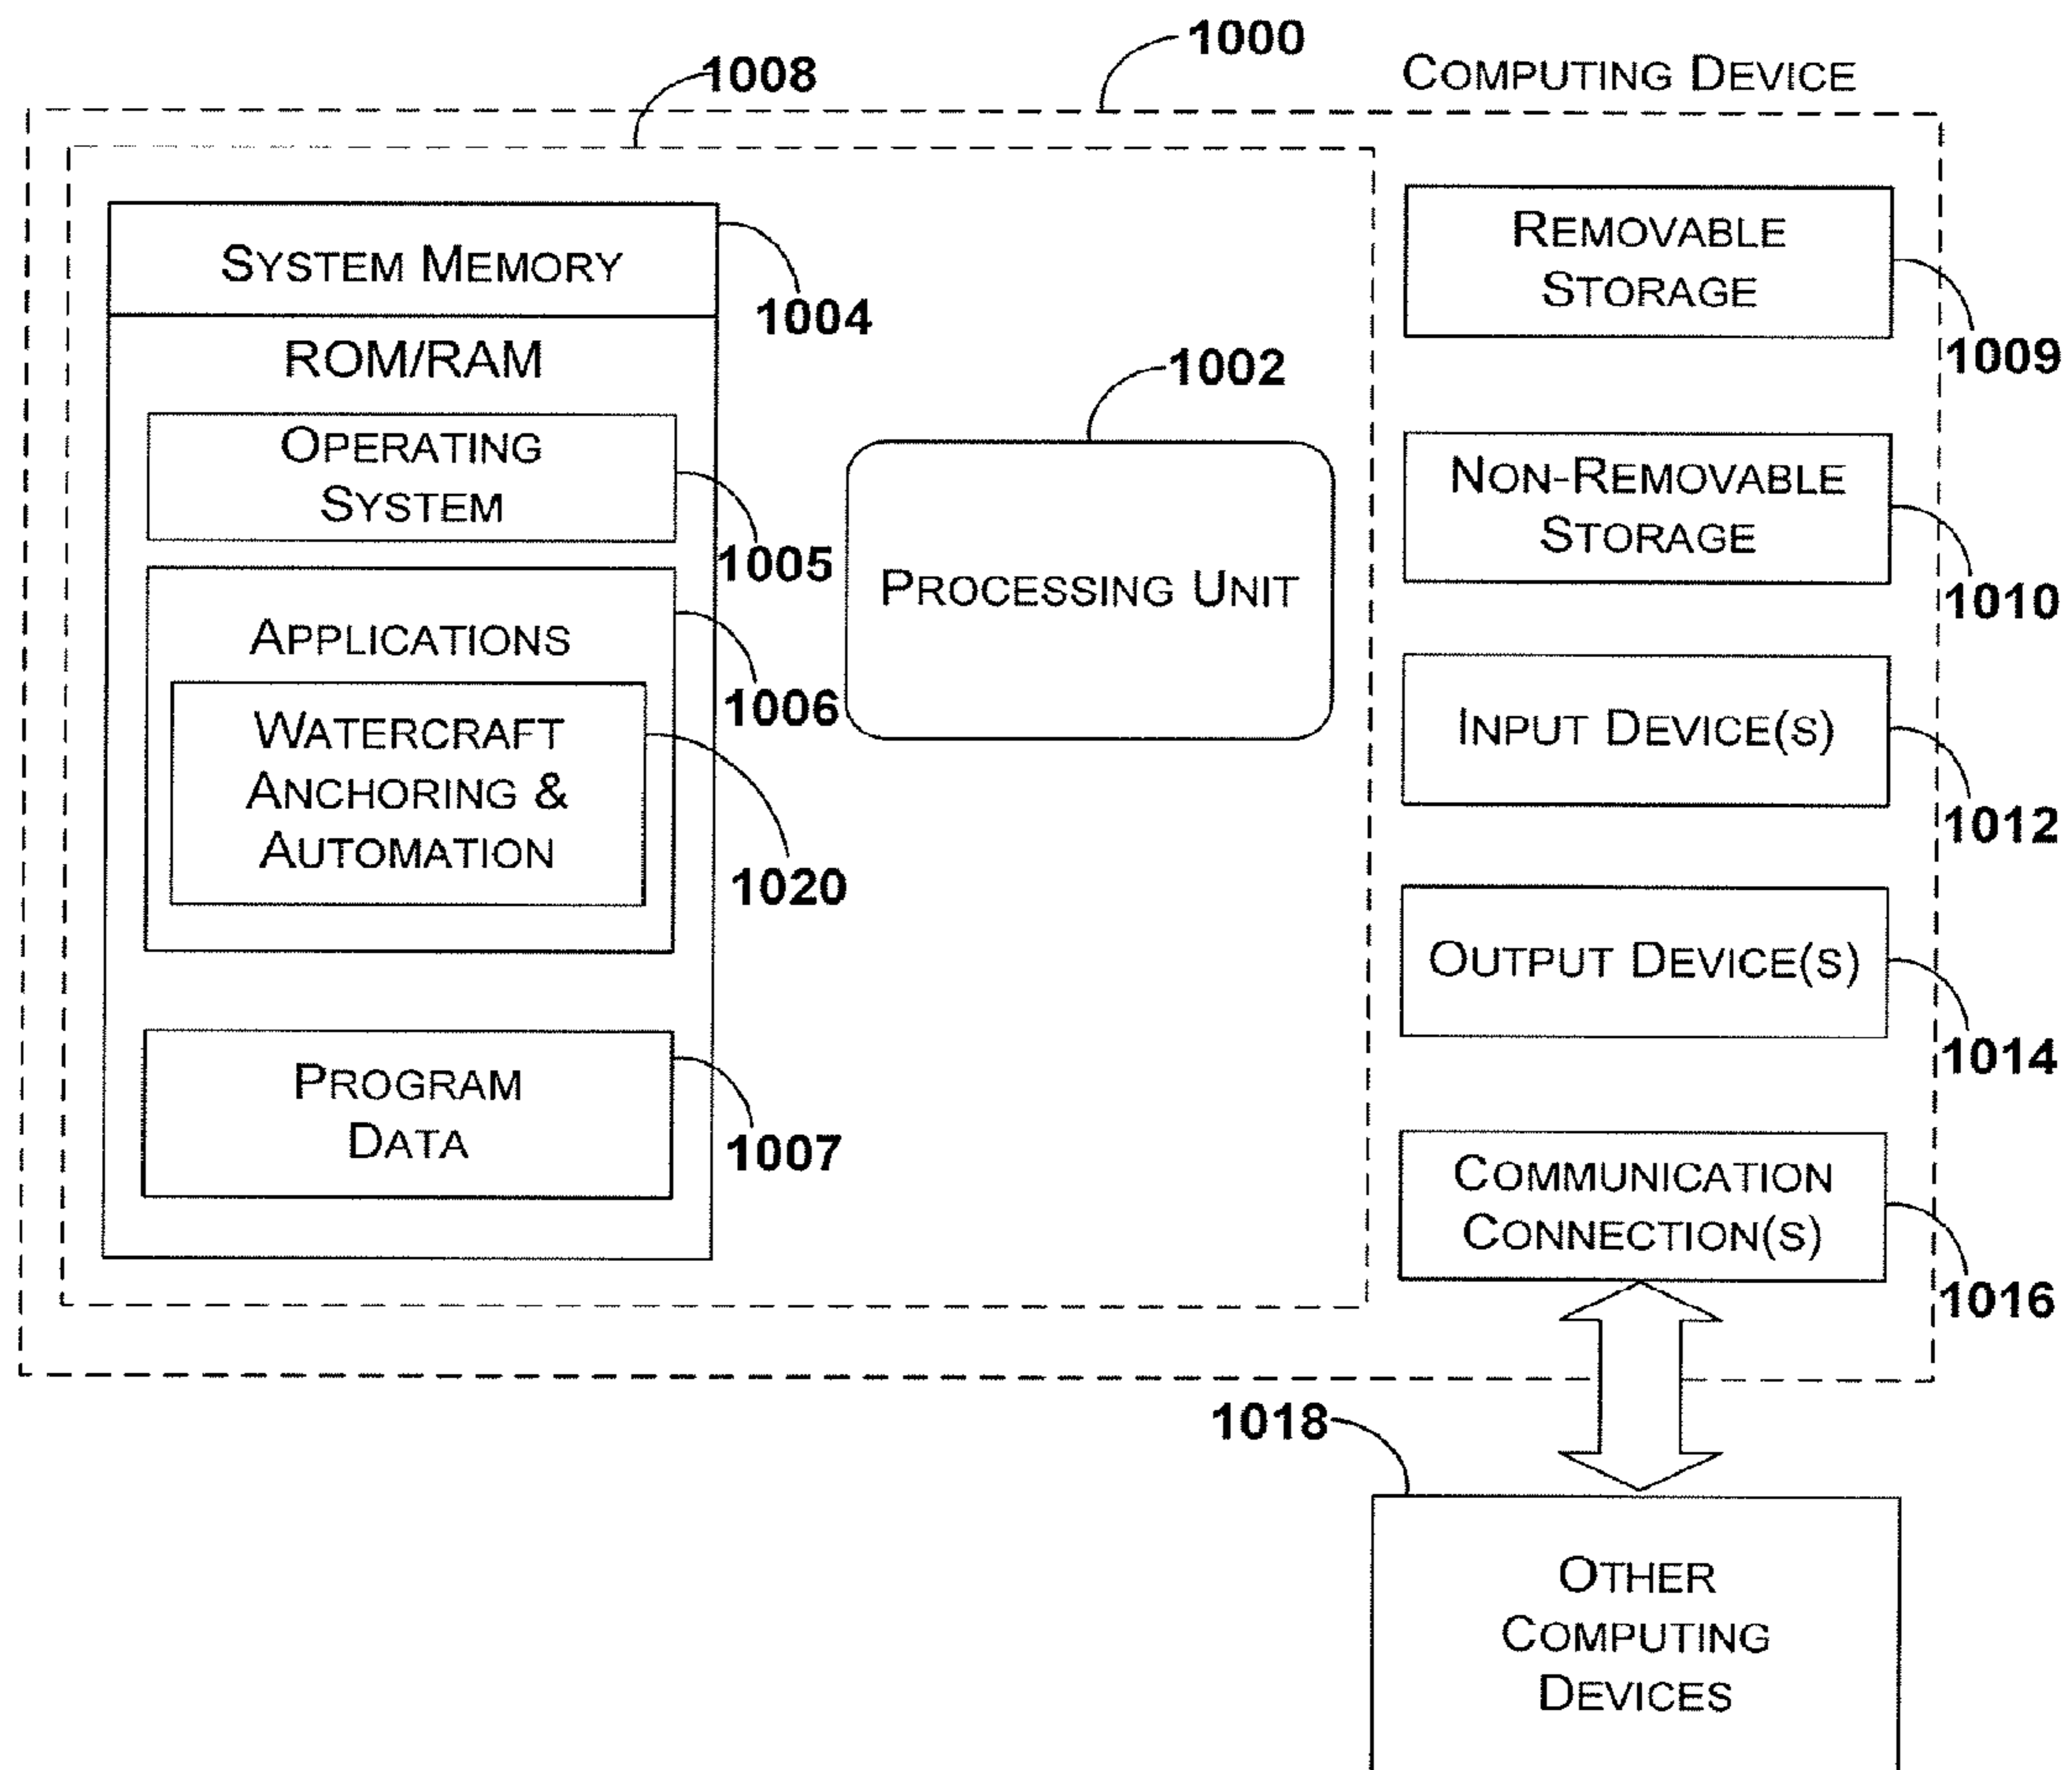 1000
COMPUTING DEVICE
1008
SYSTEM MEMORY
1004
ROM/RAM
OPERATING
SYSTEM
1005
APPLICATIONS
1006
WATERCRAFT
ANCHORING &
AUTOMATION
1020
PROGRAM
DATA
1007
1002
PROCESSING UNIT
REMOVABLE
STORAGE
1009
NON-REMOVABLE
STORAGE
1010
INPUT DEVICE(S)
1012
OUTPUT DEVICE(S)
1014
COMMUNICATION
CONNECTION(S)
1016
1018
OTHER
COMPUTING
DEVICES